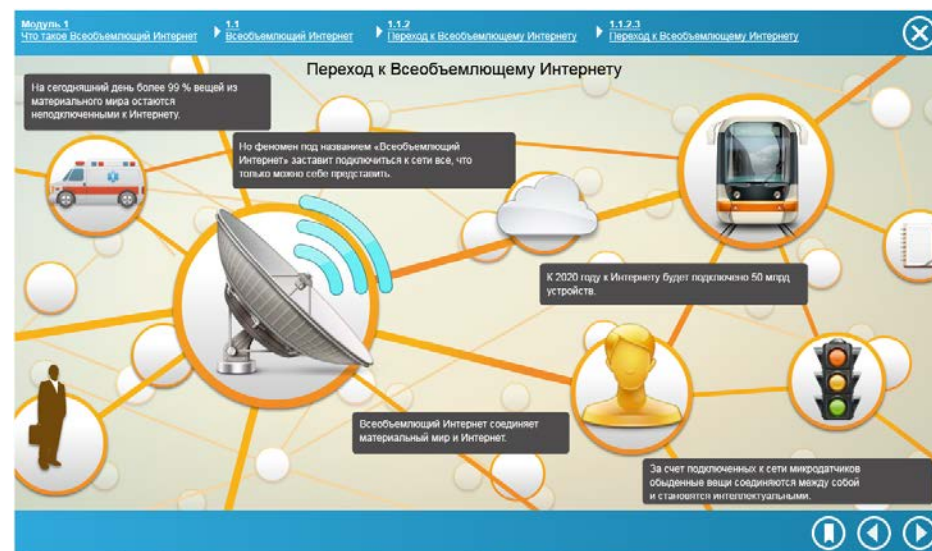 Модуль 1
Что такое Всеобъемлющий Интернет
1.1
Всеобъемлющий Интернет
1.1.2
Переход к Всеобъемлющему Интернету
1.1.2.3
Переход к Всеобъемлющему Интернету
Переход к Всеобъемлющему Интернету
На сегодняшний день более 99 % вещей из
материального мира остаются
неподключенными к Интернету.
Но феномен под названием «Всеобъемлющий
Интернет» заставит подключиться к сети все, что
только можно себе представить.
К 2020 году к Интернету будет подключено 50 млрд
устройств.
Всеобъемлющий Интернет соединяет
материальный мир и Интернет.
За счет подключенных к сети микродатчиков
обыденные вещи соединяются между собой
и становятся интеллектуальными.